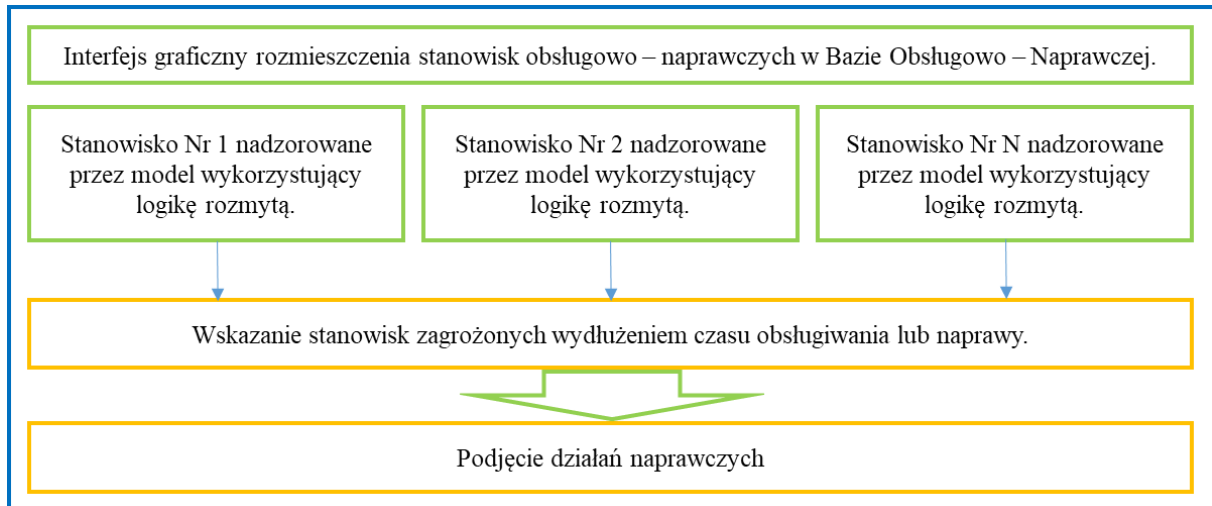 Interfejs graficzny rozmieszczenia stanowisk obsługowo – naprawczych w Bazie Obsługowo – Naprawczej.
Stanowisko Nr 1 nadzorowane
przez model wykorzystujący
logikę rozmytą.
Stanowisko Nr 2 nadzorowane
przez model wykorzystujący
logikę rozmytą.
Stanowisko Nr N nadzorowane
przez model wykorzystujący
logikę rozmytą.
Wskazanie stanowisk zagrożonych wydłużeniem czasu obsługiwania lub naprawy.
Podjęcie działań naprawczych